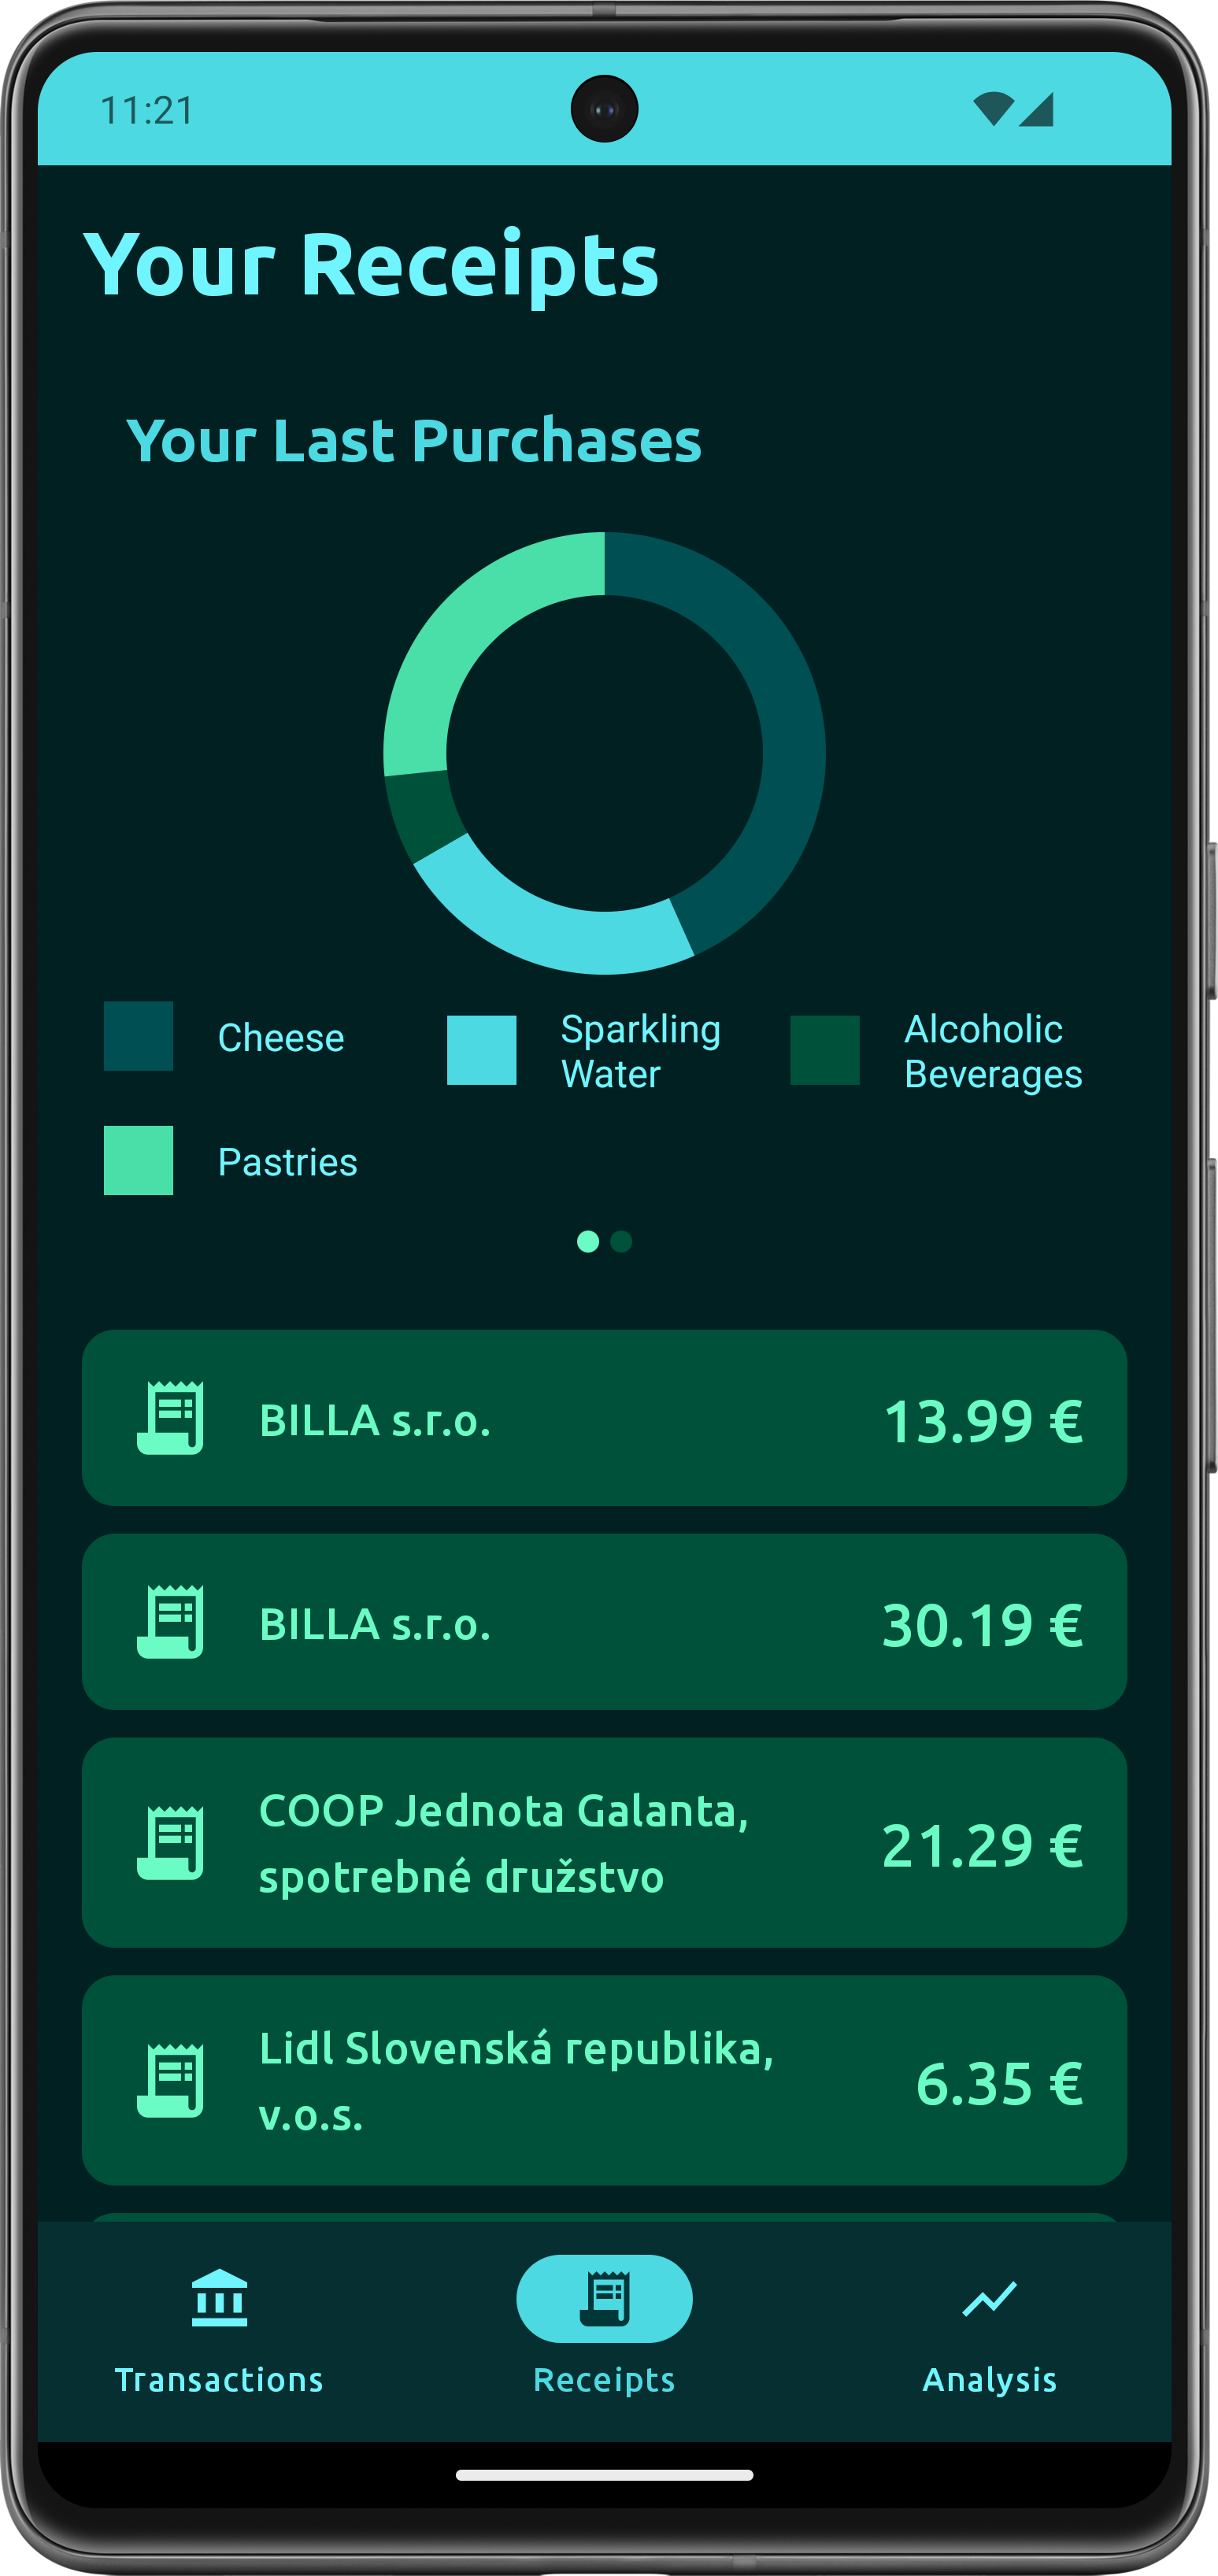 11:21
Your Receipts
Your Last Purchases
Cheese
Sparkling
Water
Alcoholic
Beverages
Pastries
BILLA s.r.o.
13.99 €
BILLA s.r.o.
30.19 €
COOP Jednota Galanta,
spotrebné družstvo
21.29 €
Lidl Slovenská republika,
v.o.s.
6.35 €
Transactions
Receipts
Analysis